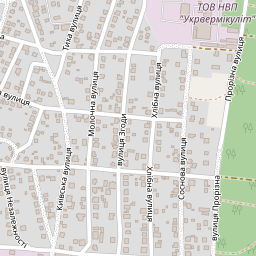 ТОВ НВП
"Укрвермікуліт"
Тиха вулиця
Прорізна вулиця
Молочна вулиця
Хлібна вулиця
вулиця
вулиця Згоди
Київська вулиця
Соснова вулиця
Хлібна вулиця
вулиця Незалежності
вулиця Прорізна